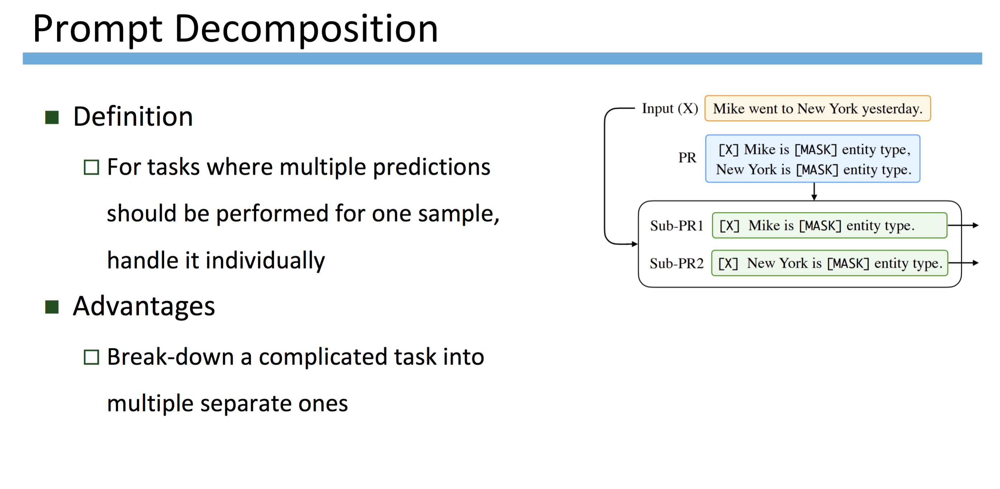 Prompt Decomposition
Definition
For tasks where multiple predictions
should be performed for one sample,
handle it individually
Advantages
Break-down a complicated task into
multiple separate ones
Input (X) Mike went to New York yesterday.
PR
[X] Mike is [MASK] entity type,
New York is [MASK] entity type.
Sub-PR1 [X] Mike is [MASK] entity type.
Sub-PR2 [X] New York is [MASK] entity type.